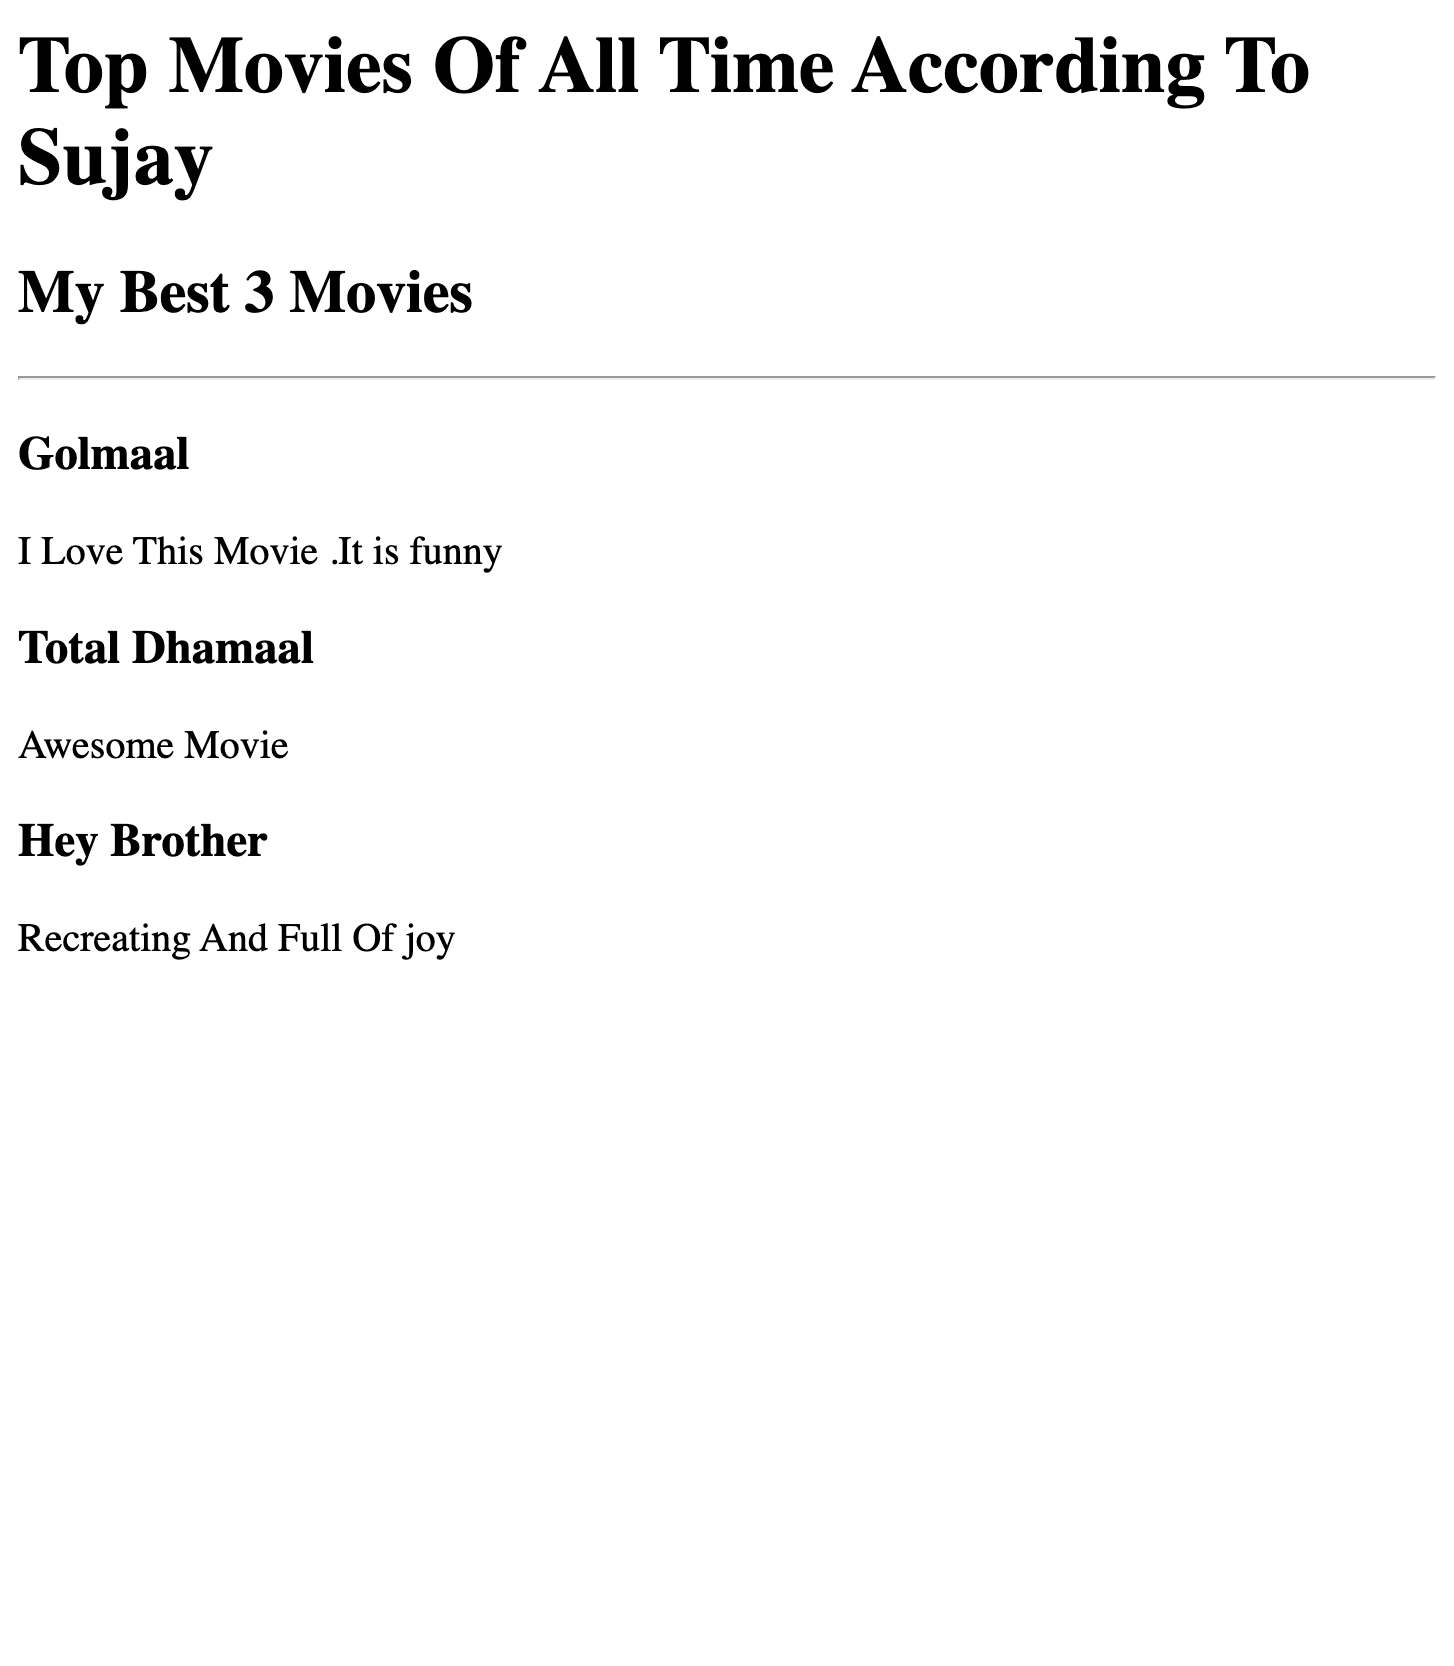 Top Movies Of All Time According To
Sujay
My Best 3 Movies
Golmaal
I Love This Movie .It is funny
Total Dhamaal
Awesome Movie
Hey Brother
Recreating And Full Of joy